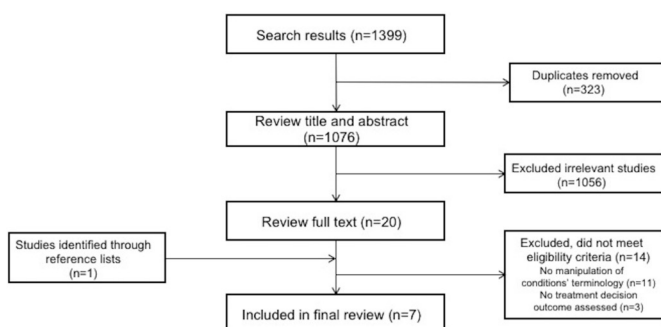 Search results (n=1399)
Duplicates removed
(n=323)
Review title and abstract
(n=1076)
Excluded irrelevant studies
(n=1056)
Review full text (n=20)
Studies identified through
reference lists
(n=1)
Excluded, did not meet
eligibility criteria (n=14)
No manipulation of
conditions' terminology (n=11)
No treatment decision
outcome assessed (n=3)
Included in final review (n=7)